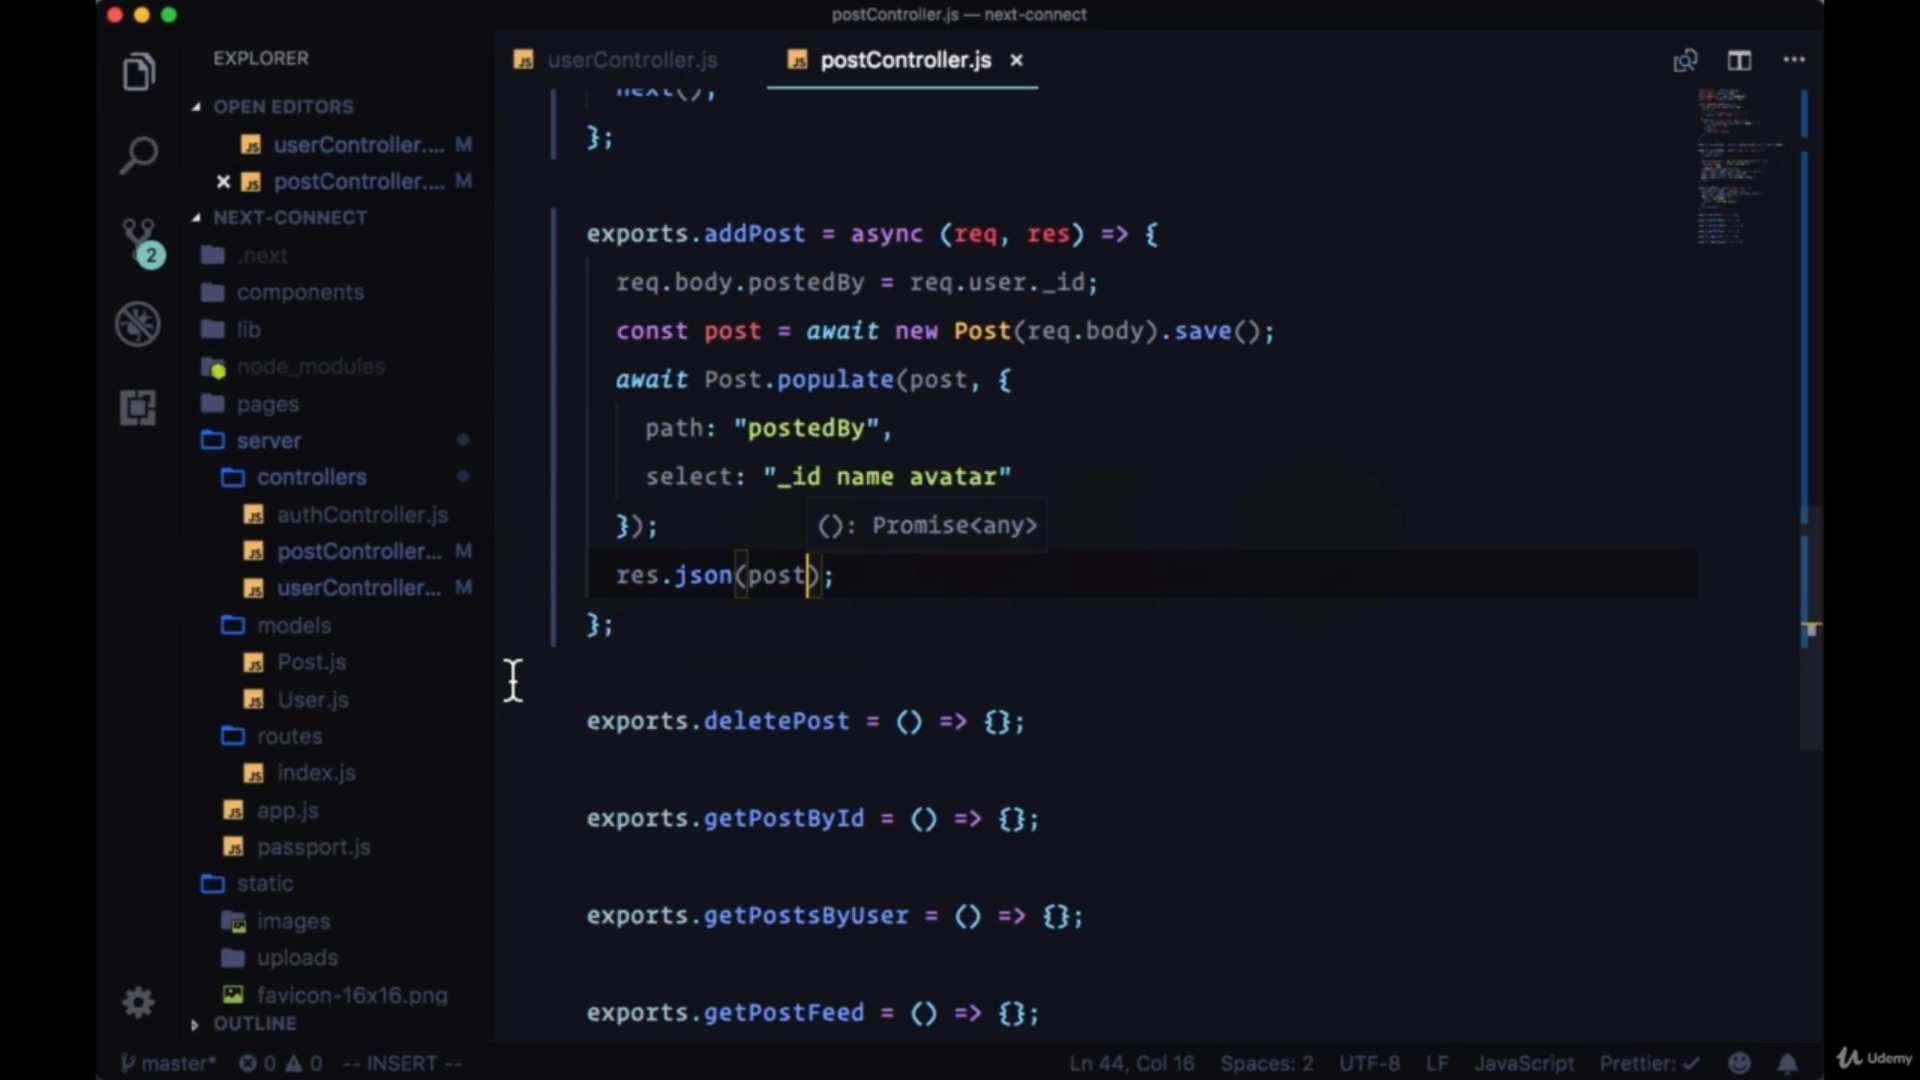 postController.js — next-connect
EXPLORER
OPEN EDITORS
userController.... M
postController.... M
NEXT-CONNECT
.next
components
lib
node_modules
pages
server
controllers
authController.js
postController... M
userController... M
models
Post.js
User.js
routes
index.js
app.js
passport.js
static
images
uploads
favicon-16x16.png
OUTLINE
2
userController.js
postController.js
next();
};
exports.addPost = async (req, res) => {
req.body.postedBy = req.user._id;
const post = await new Post(req.body).save();
await Post.populate(post, {
path: "postedBy",
select: "_id name avatar"
});
(): Promise<any>
res.json(post);
};
exports.deletePost = () => {};
exports.getPostById = () => {};
exports.getPostsByUser = () => {};
exports.getPostFeed = () => {};
master* 0 0 -- INSERT --
Ln 44, Col 16 Spaces: 2 UTF-8 LF JavaScript Prettier: ✓
Udemy